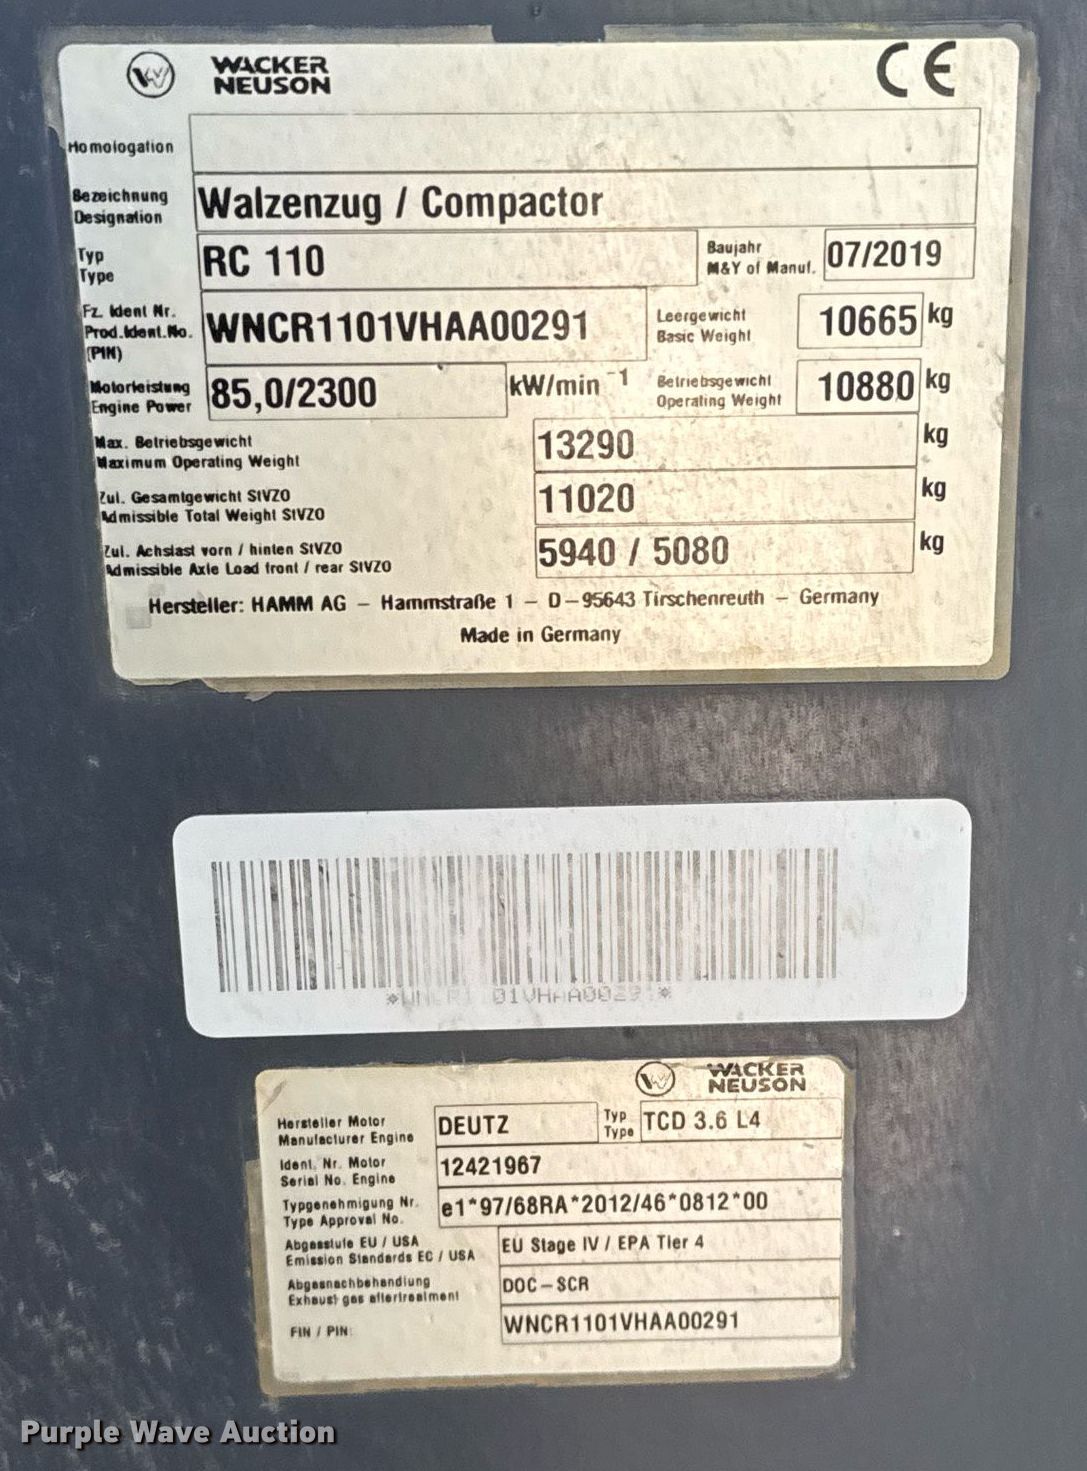 WACKER
NEUSON
CE
Homologation
Bezeichnung
Designation
Walzenzug / Compactor
Typ
Type
RC 110
Baujahr
M&Y of Manuf.
07/2019
Fz. Ident Nr.
Prod.Ident.No.
(PIN)
WNCR1101VHAA00291
Leergewicht
Basic Weight
10665 kg
Motorleistung
Engine Power
85,0/2300 kW/min⁻¹
Betriebsgewicht
Operating Weight
10880 kg
Max. Betriebsgewicht
Maximum Operating Weight
13290 kg
Zul. Gesamtgewicht StVZO
Admissible Total Weight StVZO
11020 kg
Zul. Achslast vorn / hinten StVZO
Admissible Axle Load front / rear StVZO
5940 / 5080 kg
Hersteller: HAMM AG – Hammstraße 1 – D–95643 Tirschenreuth – Germany
Made in Germany
WACKER
NEUSON
Hersteller Motor
Manufacturer Engine
DEUTZ
Typ
Type
TCD 3.6 L4
Ident. Nr. Motor
Serial No. Engine
12421967
Typgenehmigung Nr.
Type Approval No.
e1*97/68RA*2012/46*0812*00
Abgasstufe EU / USA
Emission Standards EC / USA
EU Stage IV / EPA Tier 4
Abgasnachbehandlung
Exhaust gas aftertreatment
DOC–SCR
FIN / PIN:
WNCR1101VHAA00291
Purple Wave Auction